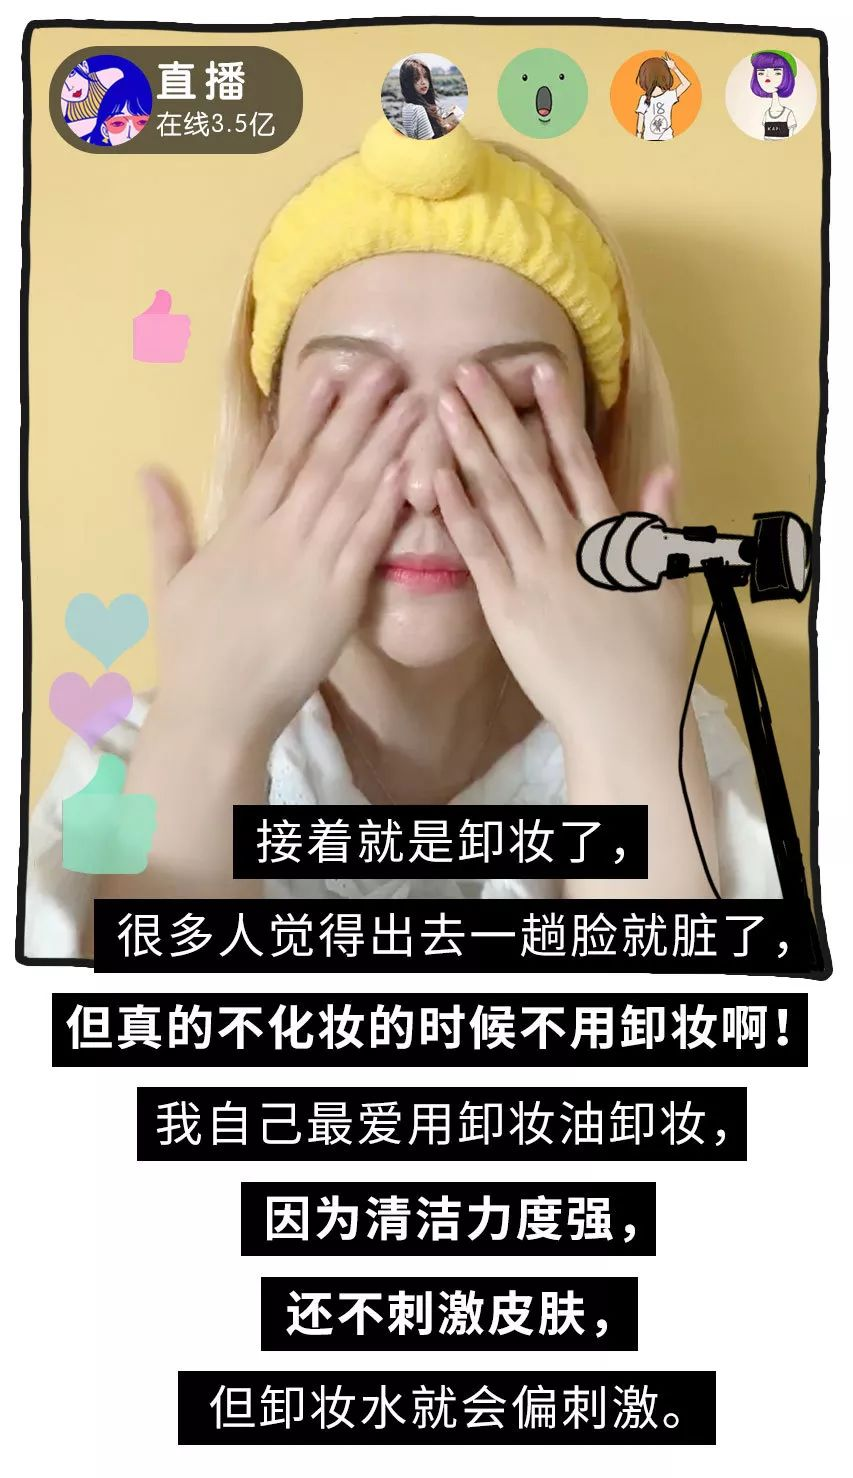 直播
在线3.5亿
18
KAPI
接着就是卸妆了，
很多人觉得出去一趟脸就脏了，
但真的不化妆的时候不用卸妆啊！
我自己最爱用卸妆油卸妆，
因为清洁力度强，
还不刺激皮肤，
但卸妆水就会偏刺激。